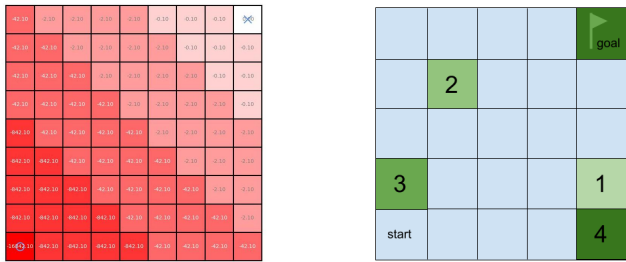 -42.10 -2.10 -2.10 -2.10 -2.10 -0.10 -0.10 -0.10
-42.10 -42.10 -2.10 -2.10 -2.10 -2.10 -0.10 -0.10 -0.10
-42.10 -42.10 -42.10 -2.10 -2.10 -2.10 -2.10 -0.10 -0.10
-42.10 -42.10 -42.10 -42.10 -2.10 -2.10 -2.10 -2.10 -0.10
-842.10 -42.10 -42.10 -42.10 -42.10 -2.10 -2.10 -2.10 -2.10
-842.10 -842.10 -42.10 -42.10 -42.10 -42.10 -2.10 -2.10 -2.10
-842.10 -842.10 -842.10 -42.10 -42.10 -42.10 -42.10 -2.10 -2.10
-842.10 -842.10 -842.10 -42.10 -42.10 -42.10 -42.10 -42.10 -2.10
-16842.10 -842.10 -842.10 -842.10 -842.10 -42.10 -42.10 -42.10 -42.10
goal
2
3 1
start 4